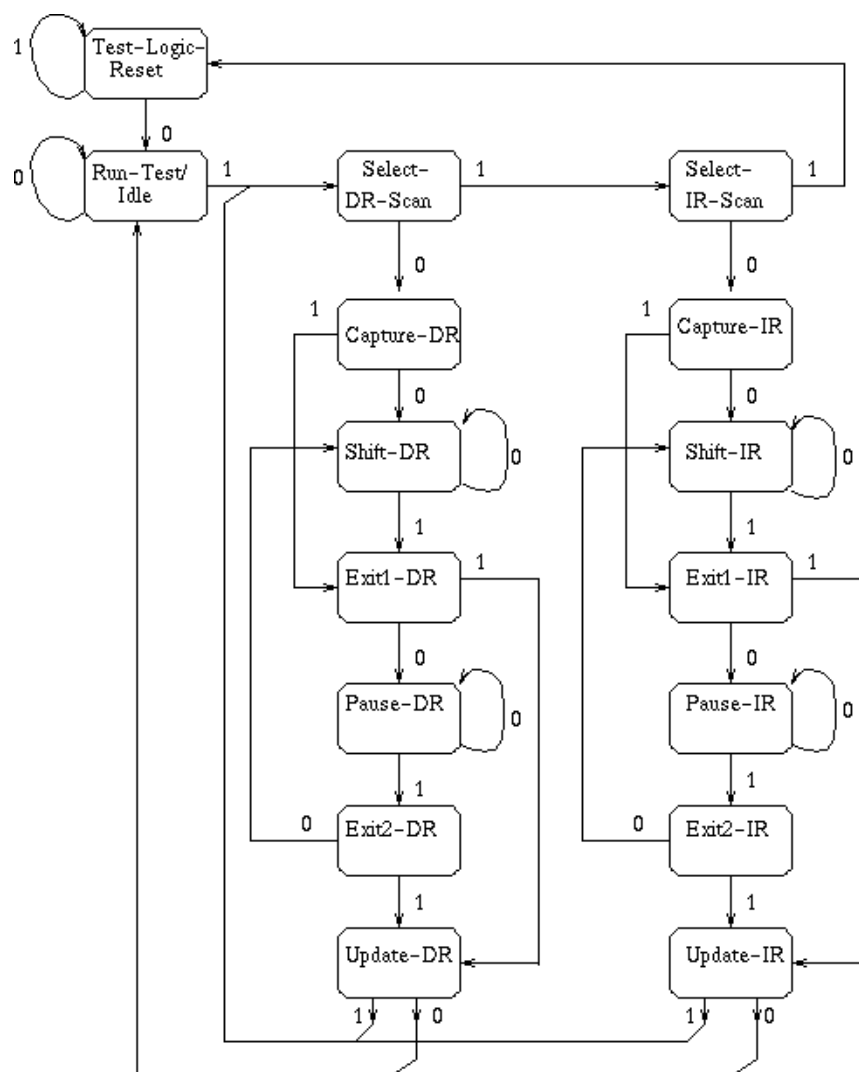 1
Test-Logic-
Reset
0
0
Run-Test/
Idle
1
Select-
DR-Scan
1
Select-
IR-Scan
1
0
0
1
Capture-DR
1
Capture-IR
0
0
Shift-DR
0
Shift-IR
0
1
1
Exit1-DR
1
Exit1-IR
1
0
0
Pause-DR
0
Pause-IR
0
1
1
0
Exit2-DR
0
Exit2-IR
1
1
Update-DR
Update-IR
1
0
1
0